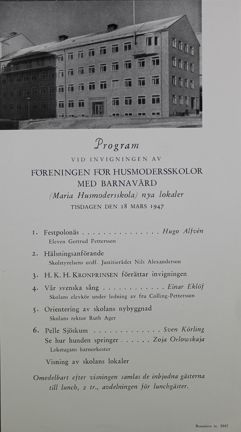 Program
VID INVIGNINGEN AV
FÖRENINGEN FÖR HUSMODERSSKOLOR
MED BARNAVÅRD
(Maria Husmodersskola) nya lokaler
TISDAGEN DEN 18 MARS 1947
1. Festpolonäs . . . . . . . . . . . . . . Hugo Alfvén
Eleven Gertrud Pettersson
2. Hälsningsanförande
Skolstyrelsens ordf. Justitierådet Nils Alexanderson
3. H. K. H. KRONPRINSEN förrättar invigningen
4. Vår svenska sång . . . . . . . . . . . . Einar Eklöf
Skolans elevkör under ledning av fru Colling-Pettersson
5. Orientering av skolans nybyggnad
Skolans rektor Ruth Ager
6. Pelle Sjöskum . . . . . . . . . . . . . Sven Körling
Se hur hunden springer . . . . . . Zoja Orlowskaja
Lekstugans barnorkester
Visning av skolans lokaler
Omedelbart efter visningen samlas de inbjudna gästerna
till lunch, 2 tr., avdelningen för lunchgäster.